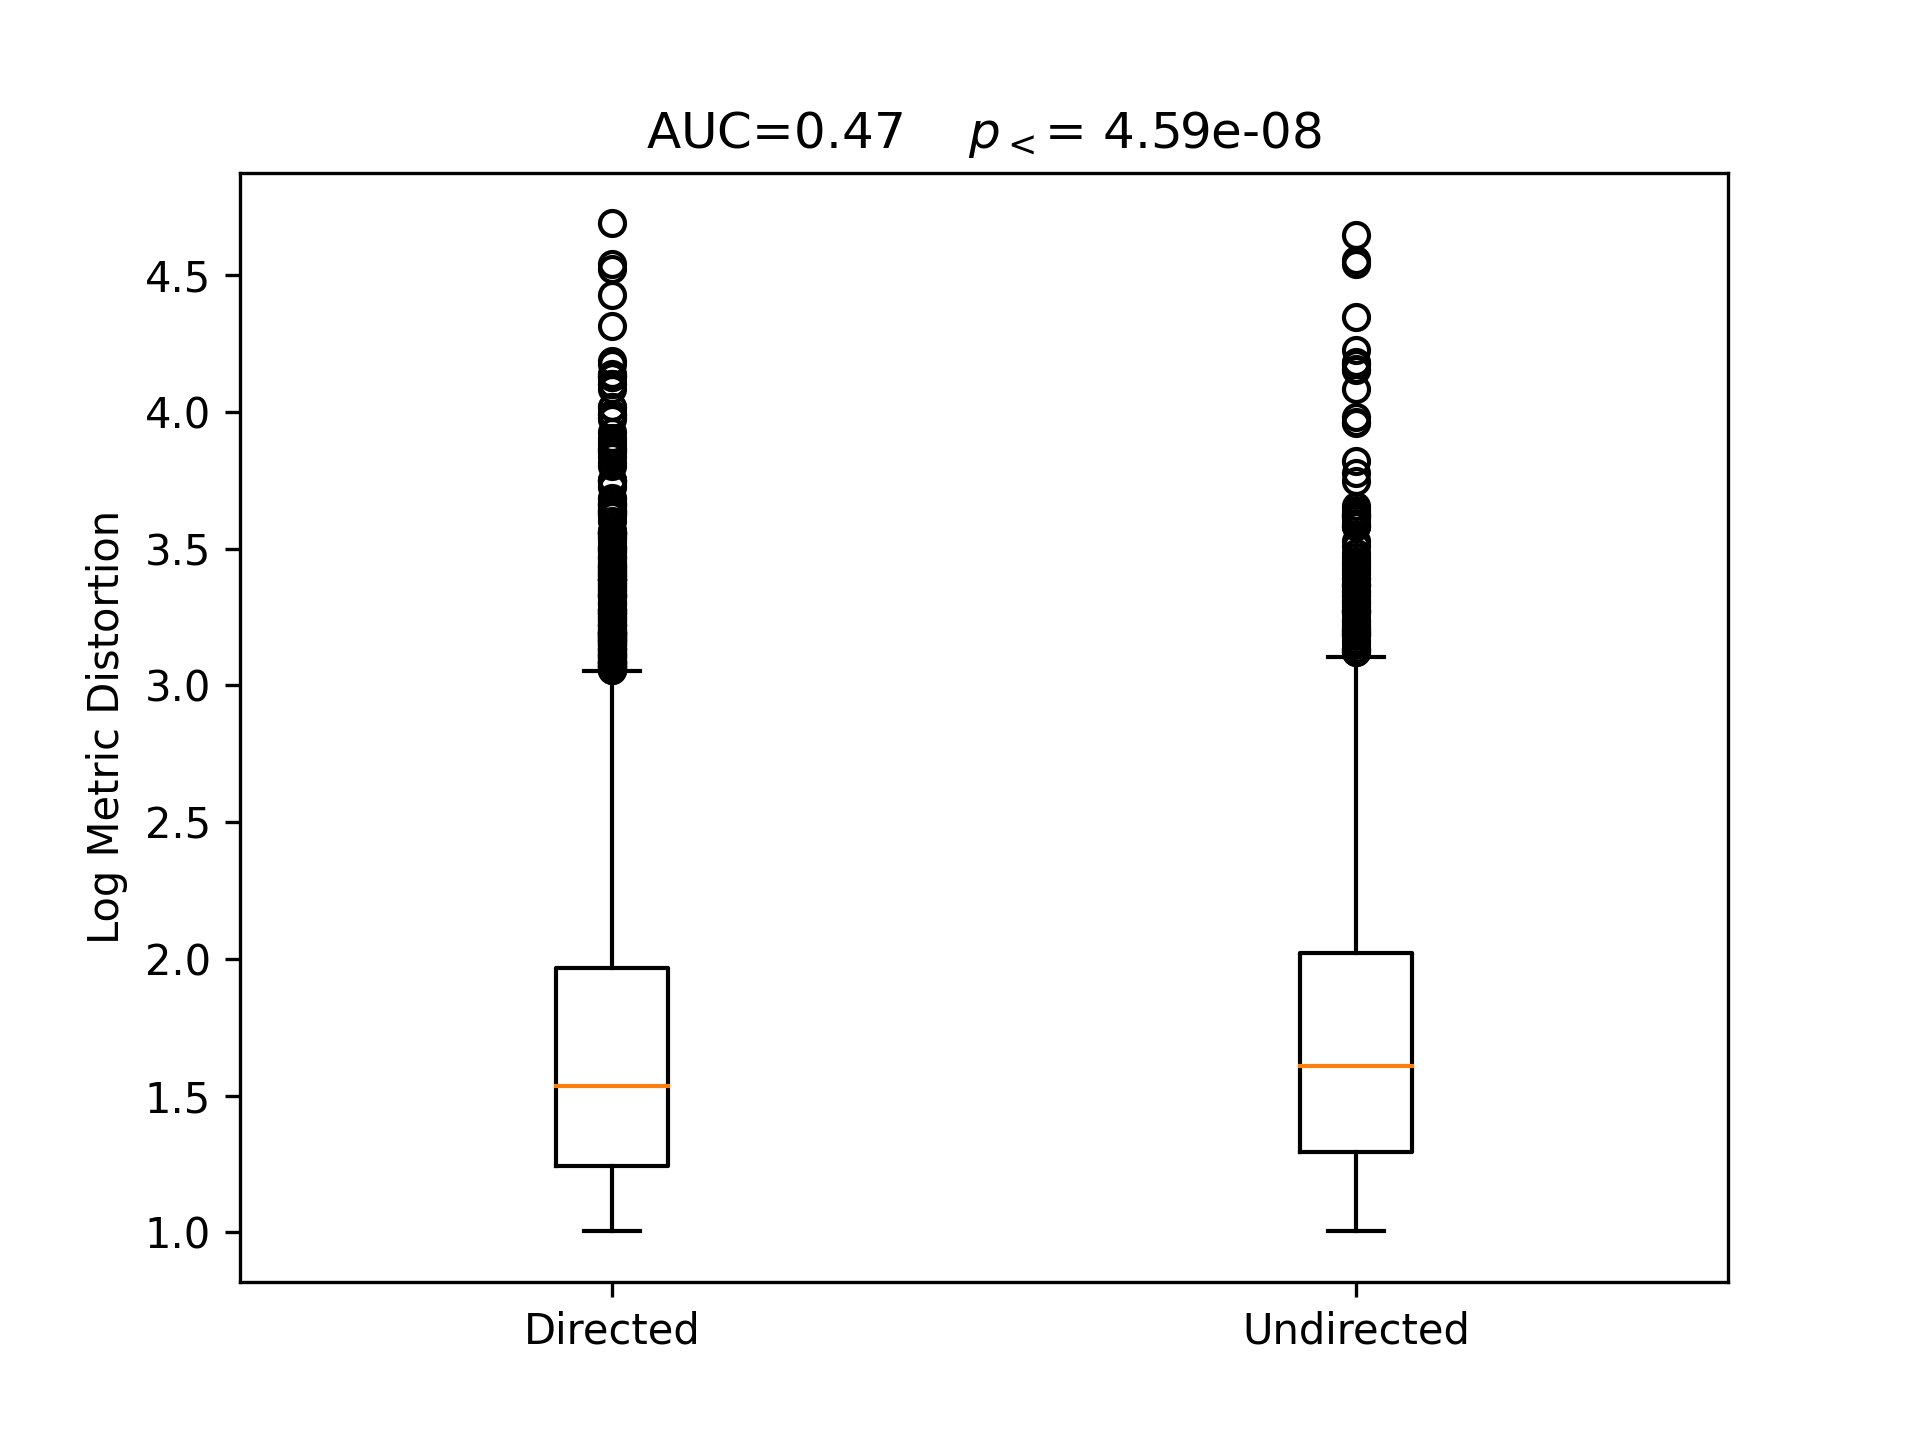 AUC=0.47 p< = 4.59e-08
Log Metric Distortion
4.5
4.0
3.5
3.0
2.5
2.0
1.5
1.0
Directed
Undirected